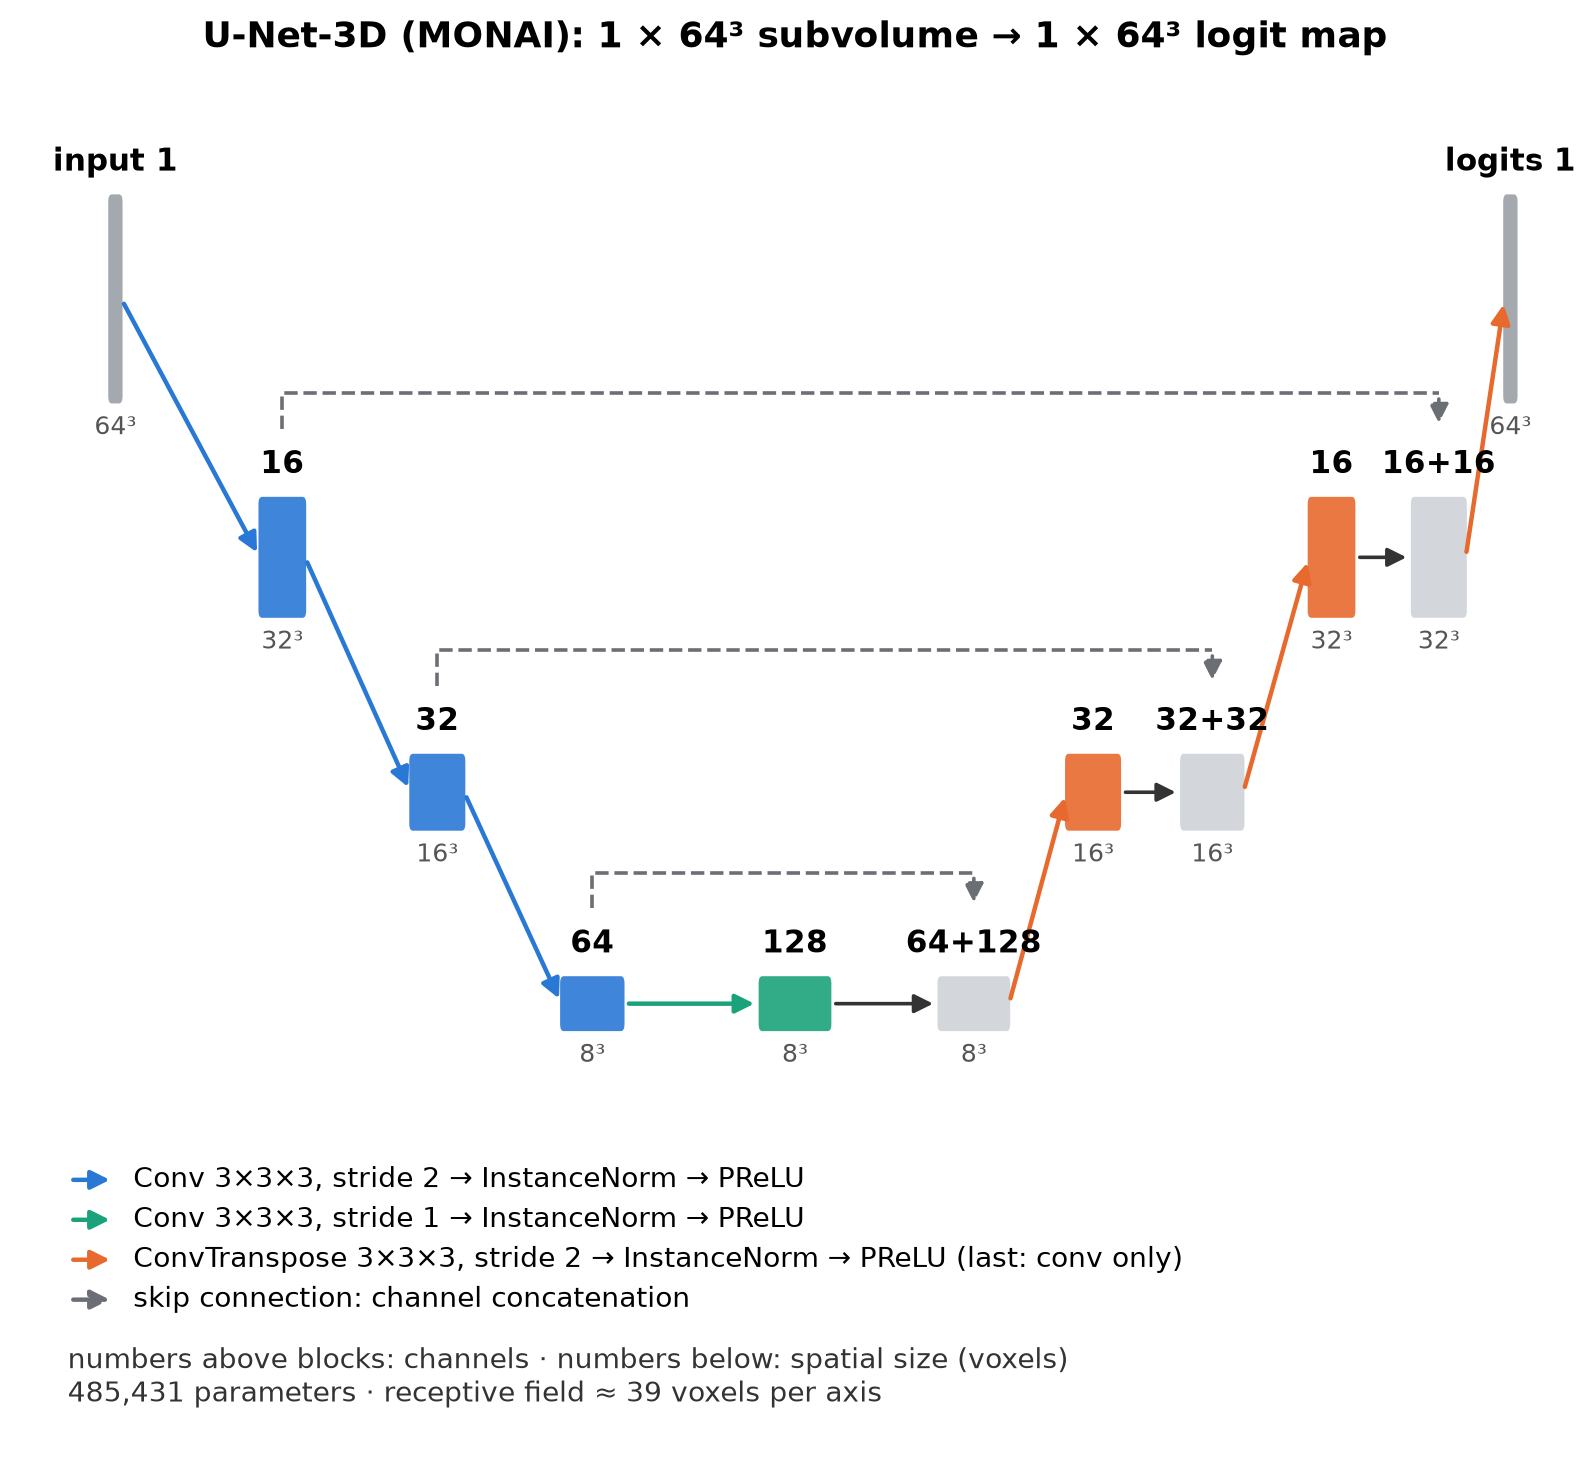 U-Net-3D (MONAI): 1 × 64³ subvolume → 1 × 64³ logit map
input 1
logits 1
64³
64³
16
16
16+16
32³
32³
32³
32
32
32+32
16³
16³
16³
64
128
64+128
8³
8³
8³
Conv 3×3×3, stride 2 → InstanceNorm → PReLU
Conv 3×3×3, stride 1 → InstanceNorm → PReLU
ConvTranspose 3×3×3, stride 2 → InstanceNorm → PReLU (last: conv only)
skip connection: channel concatenation
numbers above blocks: channels · numbers below: spatial size (voxels)
485,431 parameters · receptive field ≈ 39 voxels per axis